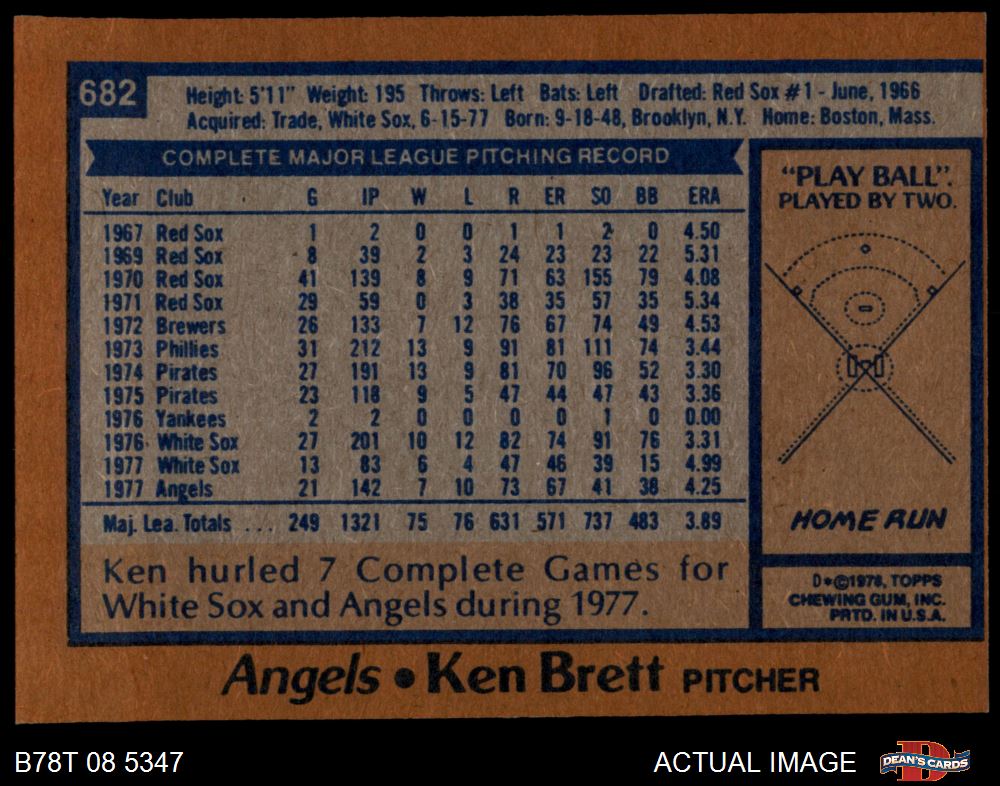 682
Height: 5'11" Weight: 195 Throws: Left Bats: Left Drafted: Red Sox #1 - June, 1966
Acquired: Trade, White Sox, 6-15-77 Born: 9-18-48, Brooklyn, N.Y. Home: Boston, Mass.
COMPLETE MAJOR LEAGUE PITCHING RECORD
Year Club G IP W L R ER SO BB ERA
1967 Red Sox 1 2 0 0 1 1 2 0 4.50
1969 Red Sox 8 39 2 3 24 23 23 22 5.31
1970 Red Sox 41 139 8 9 71 63 155 79 4.08
1971 Red Sox 29 59 0 3 38 35 57 35 5.34
1972 Brewers 26 133 7 12 76 67 74 49 4.53
1973 Phillies 31 212 13 9 91 81 111 74 3.44
1974 Pirates 27 191 13 9 81 70 96 52 3.30
1975 Pirates 23 118 9 5 47 44 47 43 3.36
1976 Yankees 2 2 0 0 0 0 1 0 0.00
1976 White Sox 27 201 10 12 82 74 91 76 3.31
1977 White Sox 13 83 6 4 47 46 39 15 4.99
1977 Angels 21 142 7 10 73 67 41 38 4.25
Maj. Lea. Totals ... 249 1321 75 76 631 571 737 483 3.89
Ken hurled 7 Complete Games for
White Sox and Angels during 1977.
"PLAY BALL".
PLAYED BY TWO.
HOME RUN
D*©1978, TOPPS
CHEWING GUM, INC.
PRTD. IN U.S.A.
Angels • Ken Brett PITCHER
B78T 08 5347
ACTUAL IMAGE
D
DEAN'S CARDS